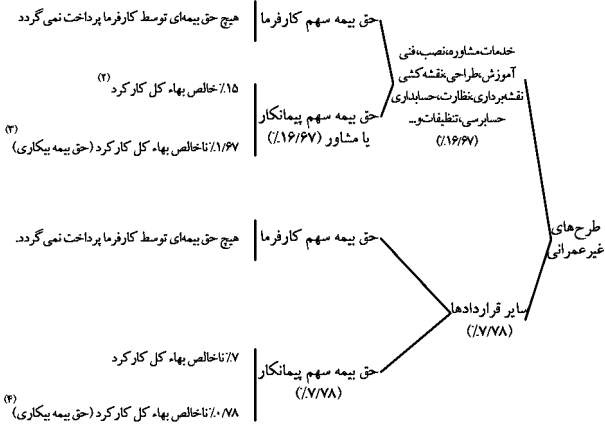 طرح‌های
غیرعمرانی
خدمات مشاوره، نصب، فنی
آموزش، طراحی، نقشه‌کشی
نقشه‌برداری، نظارت، حسابداری
حسابرسی، تنظیفات و...
(٪۱۶/۶۷)
حق بیمه سهم کارفرما
هیچ حق بیمه‌ای توسط کارفرما پرداخت نمی‌گردد
حق بیمه سهم پیمانکار
یا مشاور (٪۱۶/۶۷)
٪۱۵ خالص بهاء کل کارکرد (۲)
٪۱/۶۷ ناخالص بهاء کل کارکرد (حق بیمه بیکاری) (۳)
سایر قراردادها
(٪۷/۷۸)
حق بیمه سهم کارفرما
هیچ حق بیمه‌ای توسط کارفرما پرداخت نمی‌گردد.
حق بیمه سهم پیمانکار
(٪۷/۷۸)
٪۷ ناخالص بهاء کل کارکرد
٪۰/۷۸ ناخالص بهاء کل کارکرد (حق بیمه بیکاری) (۴)